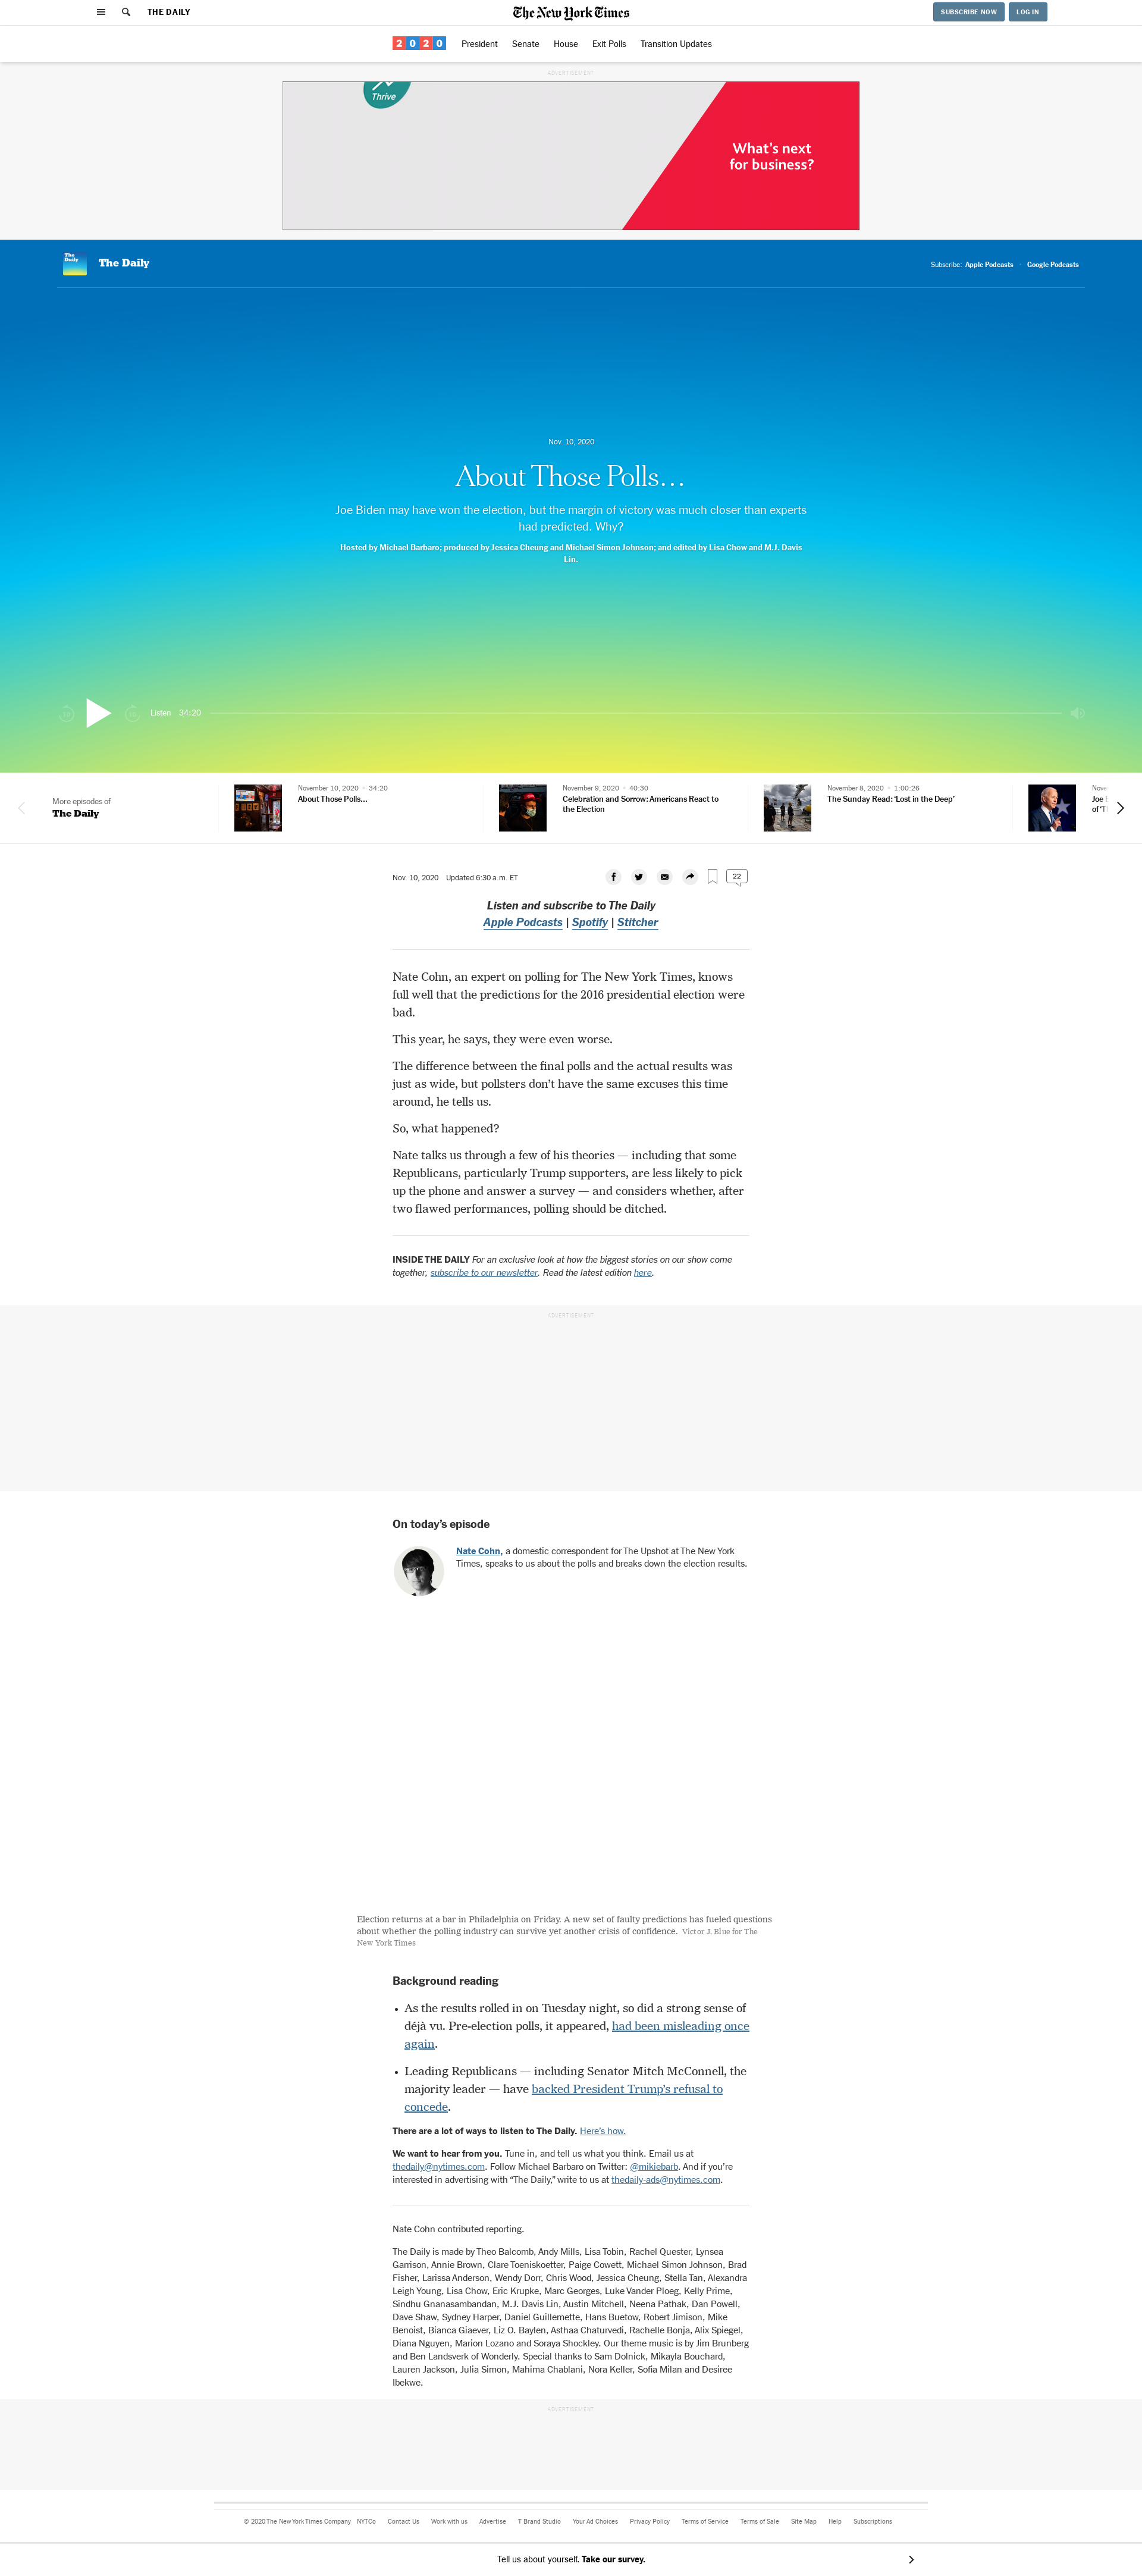 THE DAILY
The New York Times
SUBSCRIBE NOW
LOG IN
2020
President
Senate
House
Exit Polls
Transition Updates
ADVERTISEMENT
Thrive
What's next
for business?
The Daily
The Daily
Subscribe: Apple Podcasts · Google Podcasts
Nov. 10, 2020
About Those Polls…
Joe Biden may have won the election, but the margin of victory was much closer than experts
had predicted. Why?
Hosted by Michael Barbaro; produced by Jessica Cheung and Michael Simon Johnson; and edited by Lisa Chow and M.J. Davis
Lin.
Listen 34:20
More episodes of
The Daily
November 10, 2020 · 34:20
About Those Polls…
November 9, 2020 · 40:30
Celebration and Sorrow: Americans React to
the Election
November 8, 2020 · 1:00:26
The Sunday Read: ‘Lost in the Deep’
Nove
Joe
of ‘T
Nov. 10, 2020 Updated 6:30 a.m. ET
22
Listen and subscribe to The Daily
Apple Podcasts | Spotify | Stitcher
Nate Cohn, an expert on polling for The New York Times, knows
full well that the predictions for the 2016 presidential election were
bad.
This year, he says, they were even worse.
The difference between the final polls and the actual results was
just as wide, but pollsters don’t have the same excuses this time
around, he tells us.
So, what happened?
Nate talks us through a few of his theories — including that some
Republicans, particularly Trump supporters, are less likely to pick
up the phone and answer a survey — and considers whether, after
two flawed performances, polling should be ditched.
INSIDE THE DAILY For an exclusive look at how the biggest stories on our show come
together, subscribe to our newsletter. Read the latest edition here.
ADVERTISEMENT
On today’s episode
Nate Cohn, a domestic correspondent for The Upshot at The New York
Times, speaks to us about the polls and breaks down the election results.
Election returns at a bar in Philadelphia on Friday. A new set of faulty predictions has fueled questions
about whether the polling industry can survive yet another crisis of confidence. Victor J. Blue for The
New York Times
Background reading
• As the results rolled in on Tuesday night, so did a strong sense of
déjà vu. Pre-election polls, it appeared, had been misleading once
again.
• Leading Republicans — including Senator Mitch McConnell, the
majority leader — have backed President Trump’s refusal to
concede.
There are a lot of ways to listen to The Daily. Here’s how.
We want to hear from you. Tune in, and tell us what you think. Email us at
thedaily@nytimes.com. Follow Michael Barbaro on Twitter: @mikiebarb. And if you’re
interested in advertising with “The Daily,” write to us at thedaily-ads@nytimes.com.
Nate Cohn contributed reporting.
The Daily is made by Theo Balcomb, Andy Mills, Lisa Tobin, Rachel Quester, Lynsea
Garrison, Annie Brown, Clare Toeniskoetter, Paige Cowett, Michael Simon Johnson, Brad
Fisher, Larissa Anderson, Wendy Dorr, Chris Wood, Jessica Cheung, Stella Tan, Alexandra
Leigh Young, Lisa Chow, Eric Krupke, Marc Georges, Luke Vander Ploeg, Kelly Prime,
Sindhu Gnanasambandan, M.J. Davis Lin, Austin Mitchell, Neena Pathak, Dan Powell,
Dave Shaw, Sydney Harper, Daniel Guillemette, Hans Buetow, Robert Jimison, Mike
Benoist, Bianca Giaever, Liz O. Baylen, Asthaa Chaturvedi, Rachelle Bonja, Alix Spiegel,
Diana Nguyen, Marion Lozano and Soraya Shockley. Our theme music is by Jim Brunberg
and Ben Landsverk of Wonderly. Special thanks to Sam Dolnick, Mikayla Bouchard,
Lauren Jackson, Julia Simon, Mahima Chablani, Nora Keller, Sofia Milan and Desiree
Ibekwe.
ADVERTISEMENT
© 2020 The New York Times Company NYTCo Contact Us Work with us Advertise T Brand Studio Your Ad Choices Privacy Policy Terms of Service Terms of Sale Site Map Help Subscriptions
Tell us about yourself. Take our survey.